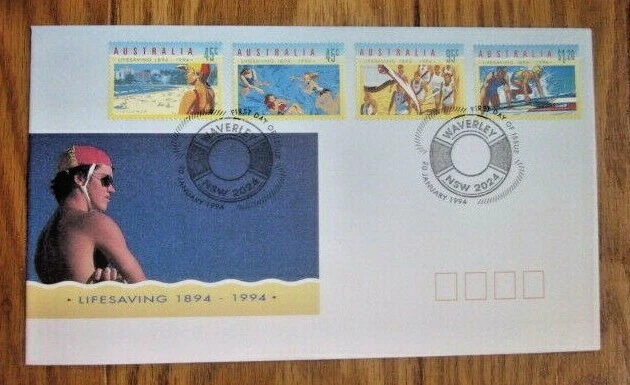 AUSTRALIA 45c
LIFESAVING 1894-1994
AUSTRALIA 45c
LIFESAVING 1894-1994
AUSTRALIA 95c
LIFESAVING 1894-1994
AUSTRALIA $1.20
LIFESAVING 1894-1994
FIRST DAY OF ISSUE
WAVERLEY
NSW 2024
20 JANUARY 1994
FIRST DAY OF ISSUE
WAVERLEY
NSW 2024
20 JANUARY 1994
• LIFESAVING 1894 - 1994 •